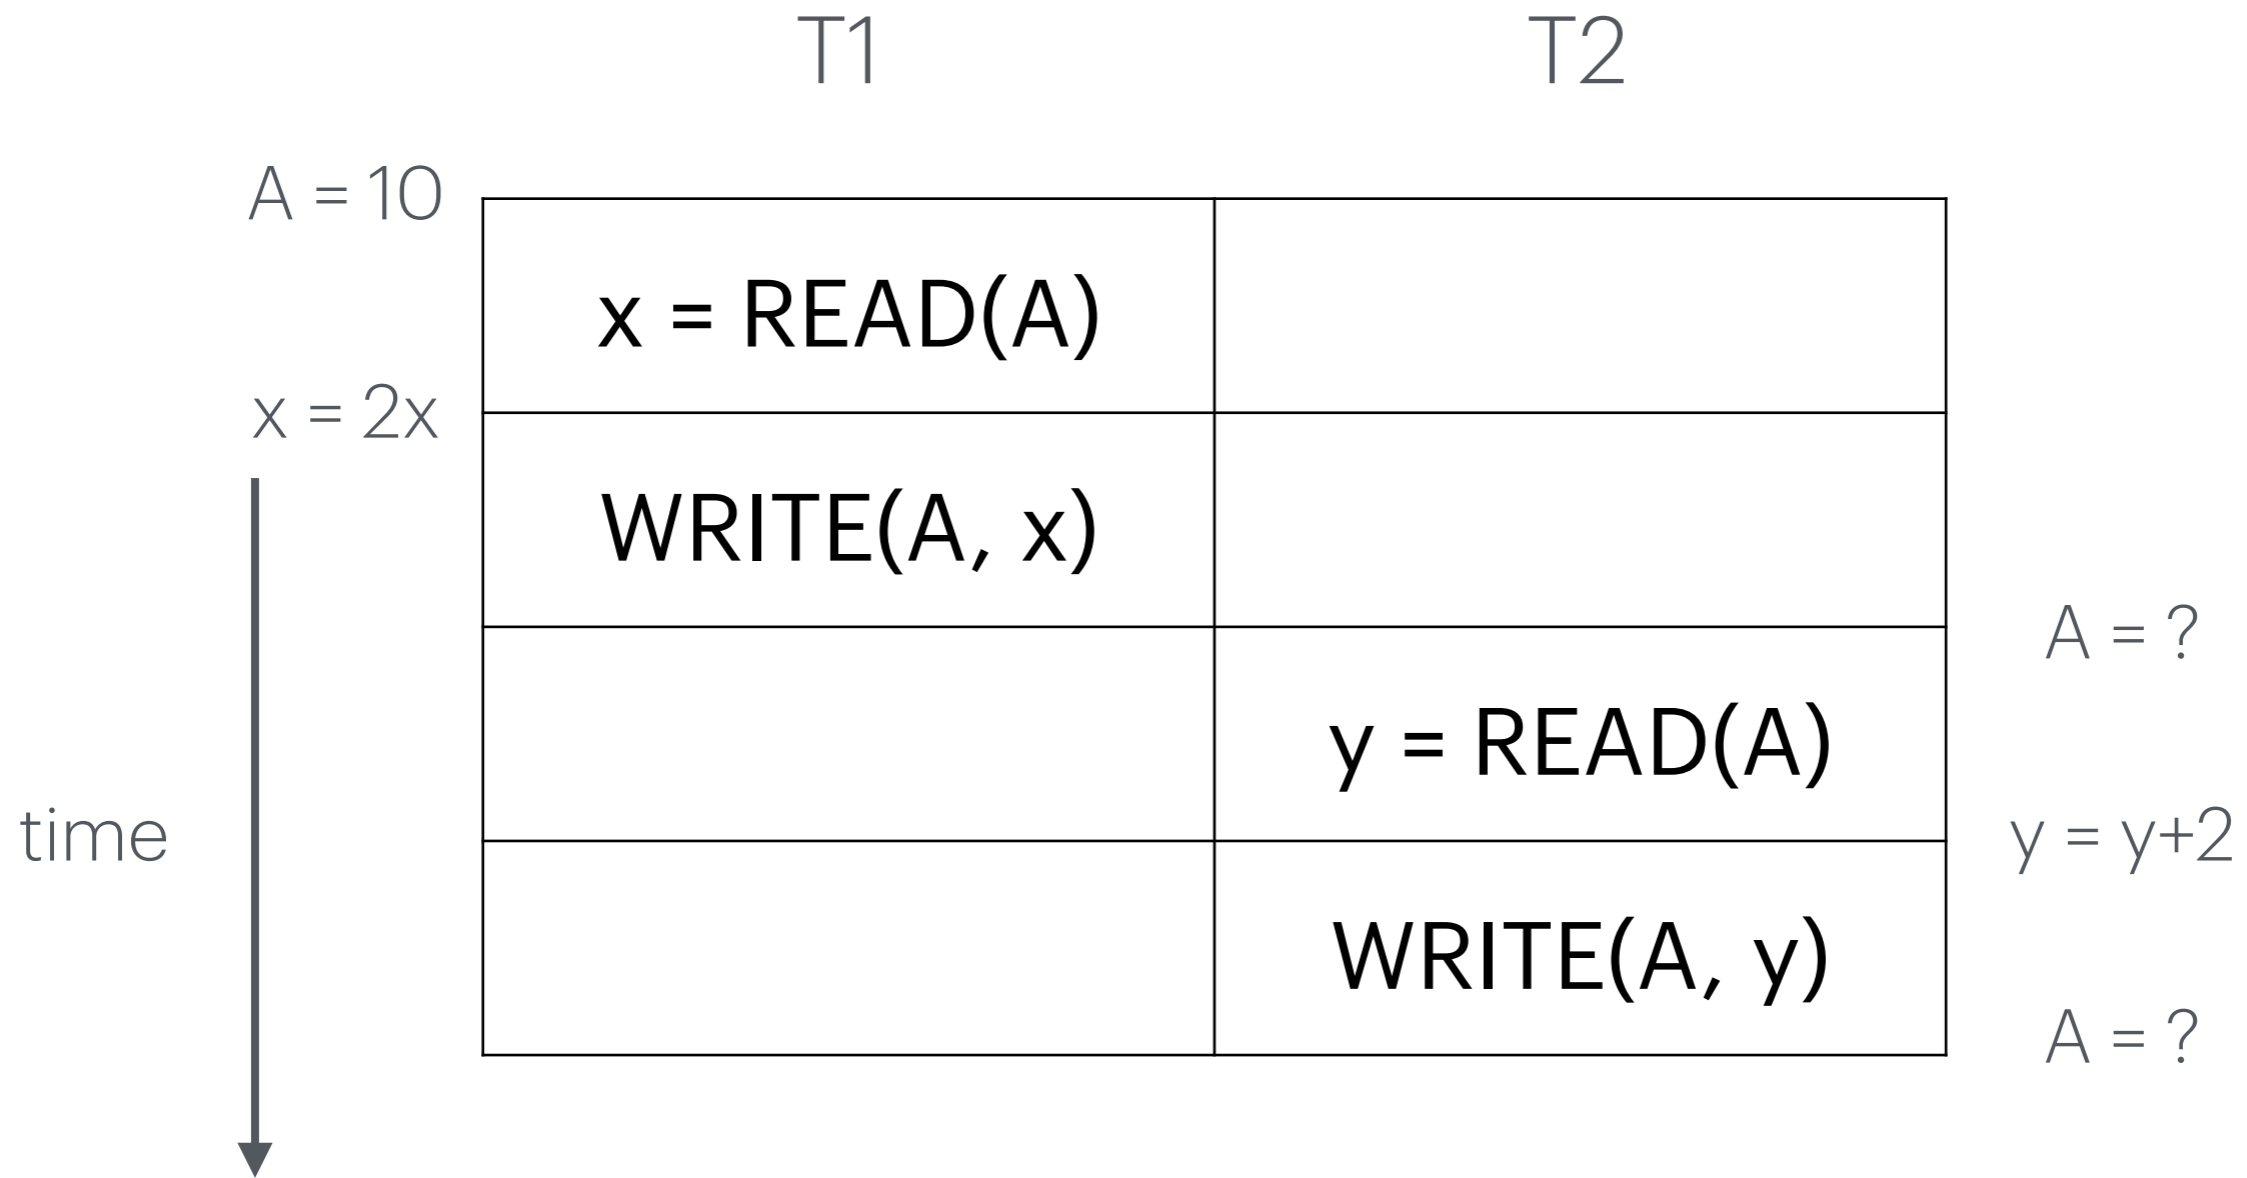 T1 T2
A = 10
x = READ(A)
x = 2x
WRITE(A, x)
A = ?
y = READ(A)
time
y = y+2
WRITE(A, y)
A = ?